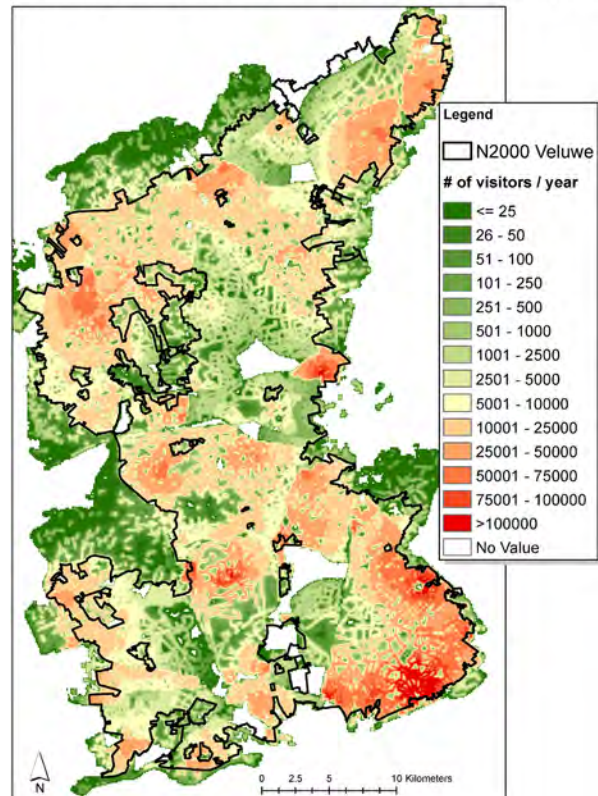 Legend
N2000 Veluwe
# of visitors / year
<= 25
26 - 50
51 - 100
101 - 250
251 - 500
501 - 1000
1001 - 2500
2501 - 5000
5001 - 10000
10001 - 25000
25001 - 50000
50001 - 75000
75001 - 100000
>100000
No Value
N
0 2.5 5 10 Kilometers